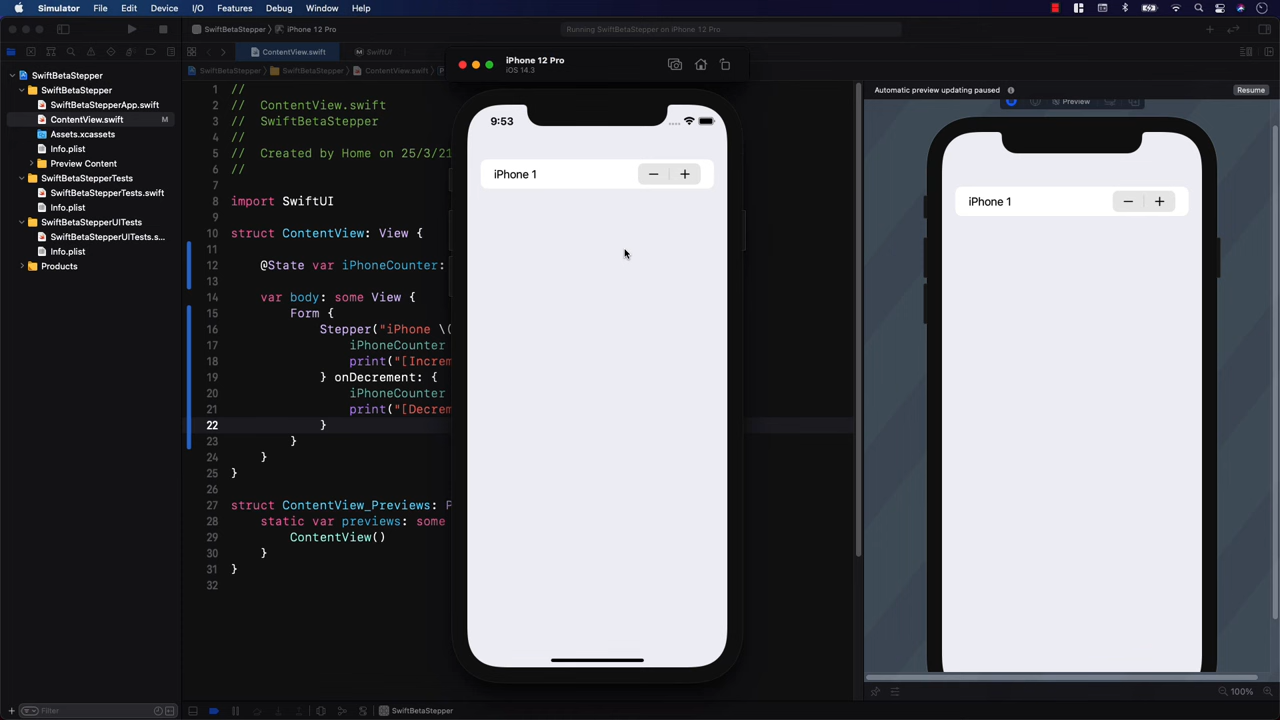 Simulator File Edit Device I/O Features Debug Window Help
SwiftBetaStepper iPhone 12 Pro
Running SwiftBetaStepper on iPhone 12 Pro
ContentView.swift SwiftUI
SwiftBetaStepper SwiftBetaStepper ContentView.swift
SwiftBetaStepper
SwiftBetaStepper
SwiftBetaStepperApp.swift
ContentView.swift M
Assets.xcassets
Info.plist
Preview Content
SwiftBetaStepperTests
SwiftBetaStepperTests.swift
Info.plist
SwiftBetaStepperUITests
SwiftBetaStepperUITests.s...
Info.plist
Products
Filter
1 //
2 // ContentView.swift
3 // SwiftBetaStepper
4 //
5 // Created by Home on 25/3/21
6 //
7
8 import SwiftUI
9
10 struct ContentView: View {
11
12 @State var iPhoneCounter:
13
14 var body: some View {
15 Form {
16 Stepper("iPhone \(
17 iPhoneCounter
18 print("[Increm
19 } onDecrement: {
20 iPhoneCounter
21 print("[Decrem
22 }
23 }
24 }
25 }
26
27 struct ContentView_Previews: P
28 static var previews: some
29 ContentView()
30 }
31 }
32
SwiftBetaStepper
iPhone 12 Pro
iOS 14.3
9:53
iPhone 1 − +
Automatic preview updating paused Resume
Preview
iPhone 1 − +
100%